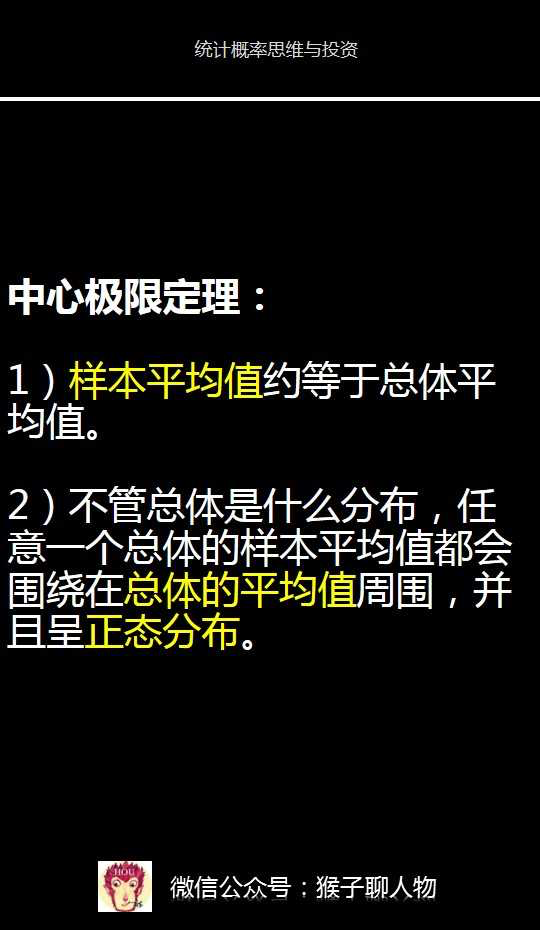 统计概率思维与投资
中心极限定理：
1）样本平均值约等于总体平
均值。
2）不管总体是什么分布，任
意一个总体的样本平均值都会
围绕在总体的平均值周围，并
且呈正态分布。
HOU
微信公众号：猴子聊人物